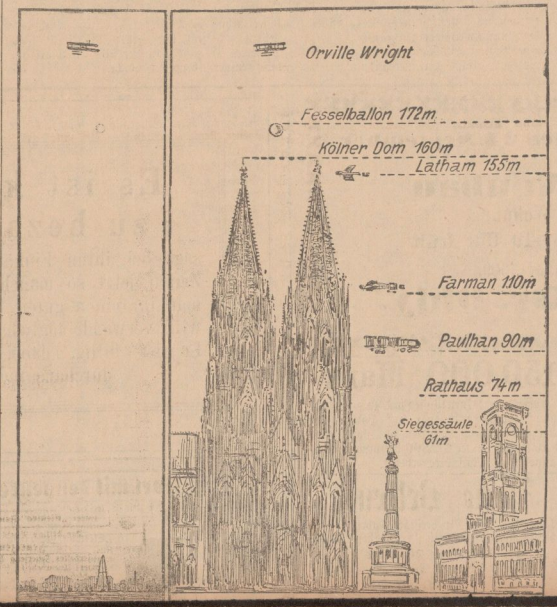 Orville Wright
Fesselballon 172m
Kölner Dom 160m
Latham 155m
Farman 110m
Paulhan 90m
Rathaus 74m
Siegessäule
61m